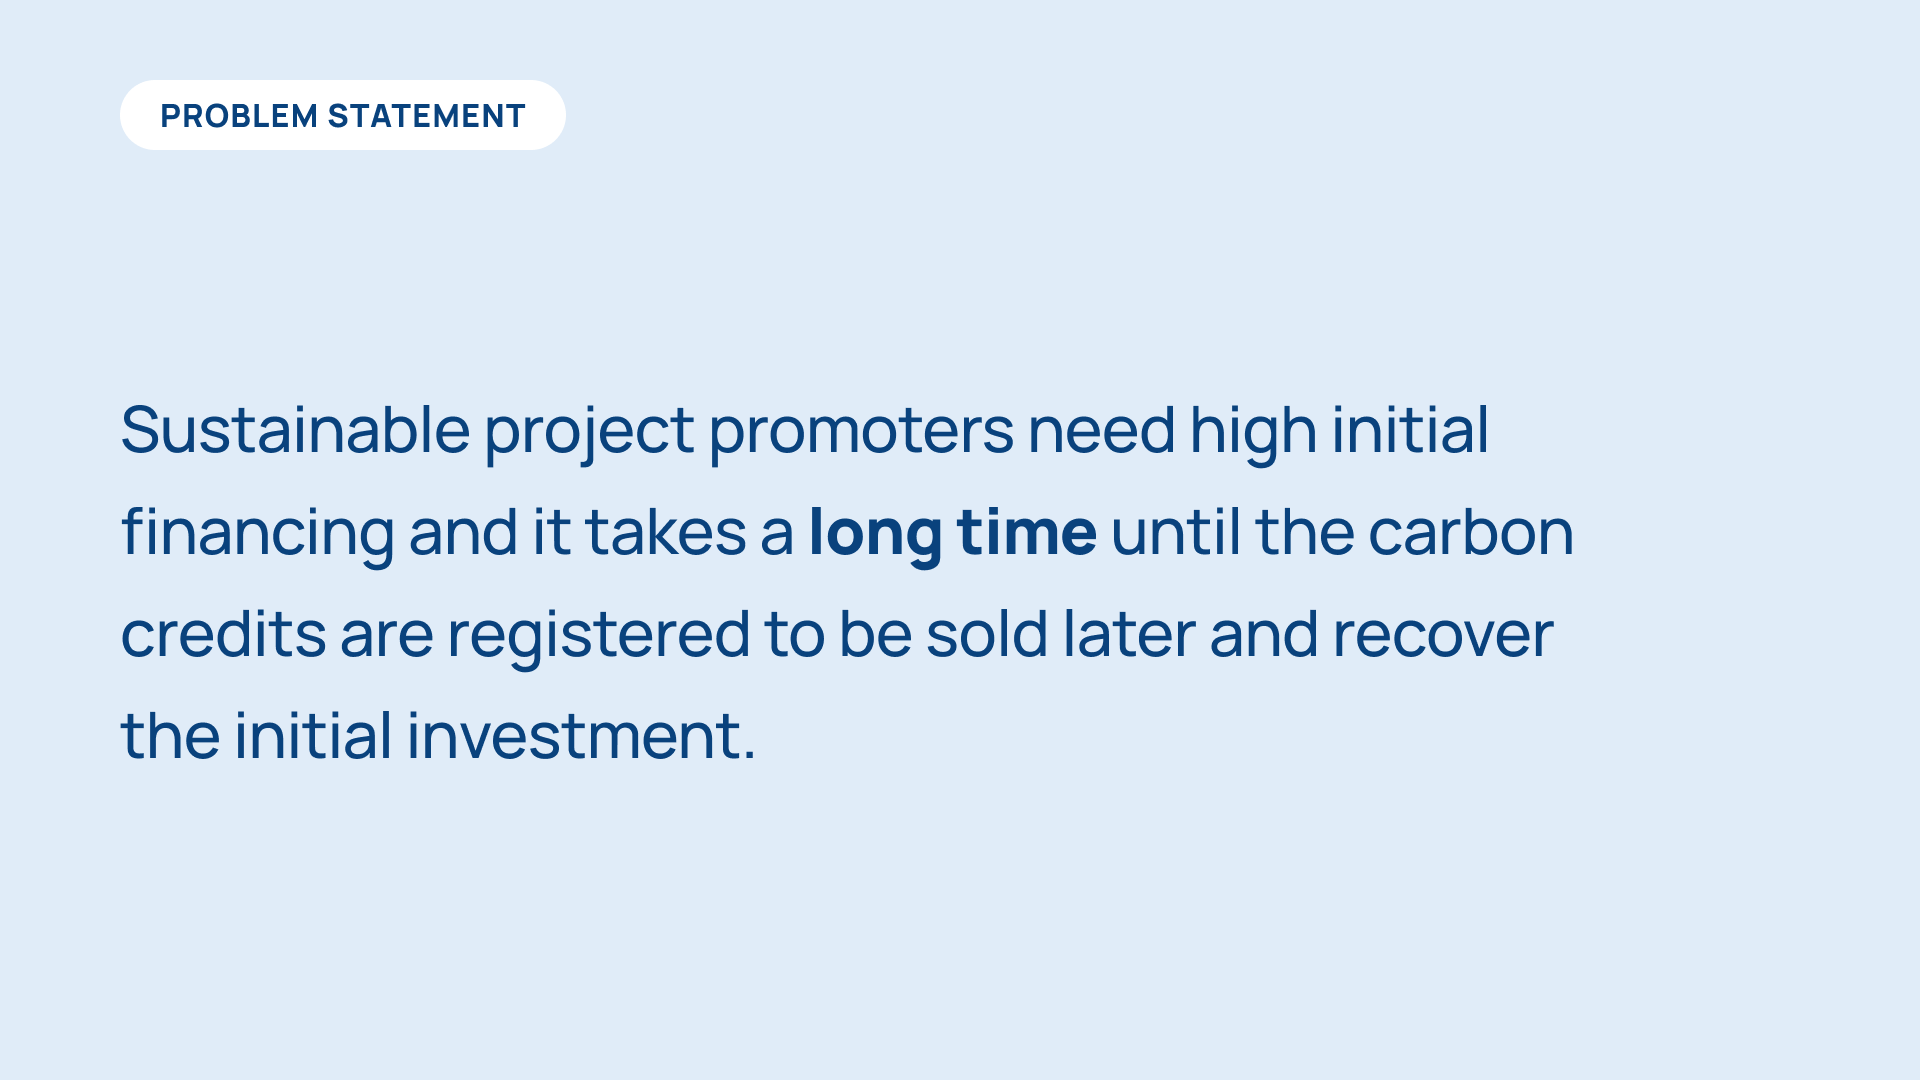 PROBLEM STATEMENT
Sustainable project promoters need high initial
financing and it takes a long time until the carbon
credits are registered to be sold later and recover
the initial investment.